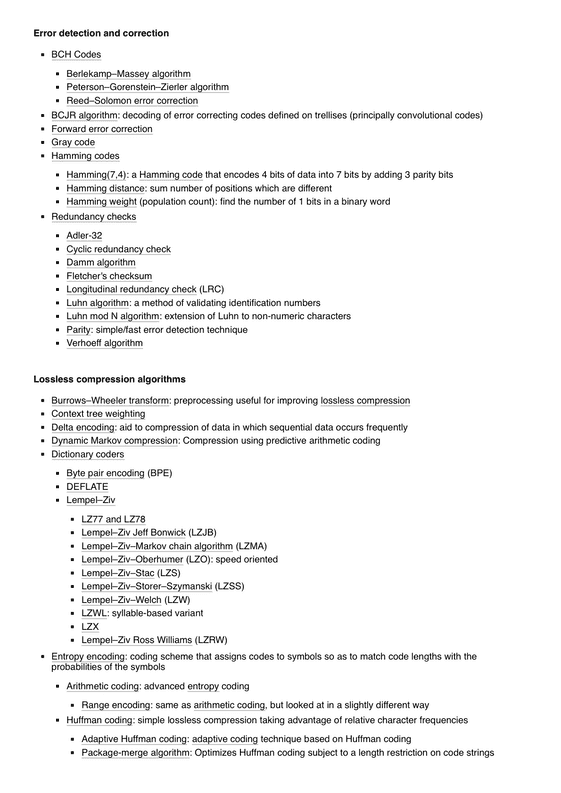 Error detection and correction
BCH Codes
Berlekamp–Massey algorithm
Peterson–Gorenstein–Zierler algorithm
Reed–Solomon error correction
BCJR algorithm: decoding of error correcting codes defined on trellises (principally convolutional codes)
Forward error correction
Gray code
Hamming codes
Hamming(7,4): a Hamming code that encodes 4 bits of data into 7 bits by adding 3 parity bits
Hamming distance: sum number of positions which are different
Hamming weight (population count): find the number of 1 bits in a binary word
Redundancy checks
Adler-32
Cyclic redundancy check
Damm algorithm
Fletcher's checksum
Longitudinal redundancy check (LRC)
Luhn algorithm: a method of validating identification numbers
Luhn mod N algorithm: extension of Luhn to non-numeric characters
Parity: simple/fast error detection technique
Verhoeff algorithm
Lossless compression algorithms
Burrows–Wheeler transform: preprocessing useful for improving lossless compression
Context tree weighting
Delta encoding: aid to compression of data in which sequential data occurs frequently
Dynamic Markov compression: Compression using predictive arithmetic coding
Dictionary coders
Byte pair encoding (BPE)
DEFLATE
Lempel–Ziv
LZ77 and LZ78
Lempel–Ziv Jeff Bonwick (LZJB)
Lempel–Ziv–Markov chain algorithm (LZMA)
Lempel–Ziv–Oberhumer (LZO): speed oriented
Lempel–Ziv–Stac (LZS)
Lempel–Ziv–Storer–Szymanski (LZSS)
Lempel–Ziv–Welch (LZW)
LZWL: syllable-based variant
LZX
Lempel–Ziv Ross Williams (LZRW)
Entropy encoding: coding scheme that assigns codes to symbols so as to match code lengths with the
probabilities of the symbols
Arithmetic coding: advanced entropy coding
Range encoding: same as arithmetic coding, but looked at in a slightly different way
Huffman coding: simple lossless compression taking advantage of relative character frequencies
Adaptive Huffman coding: adaptive coding technique based on Huffman coding
Package-merge algorithm: Optimizes Huffman coding subject to a length restriction on code strings